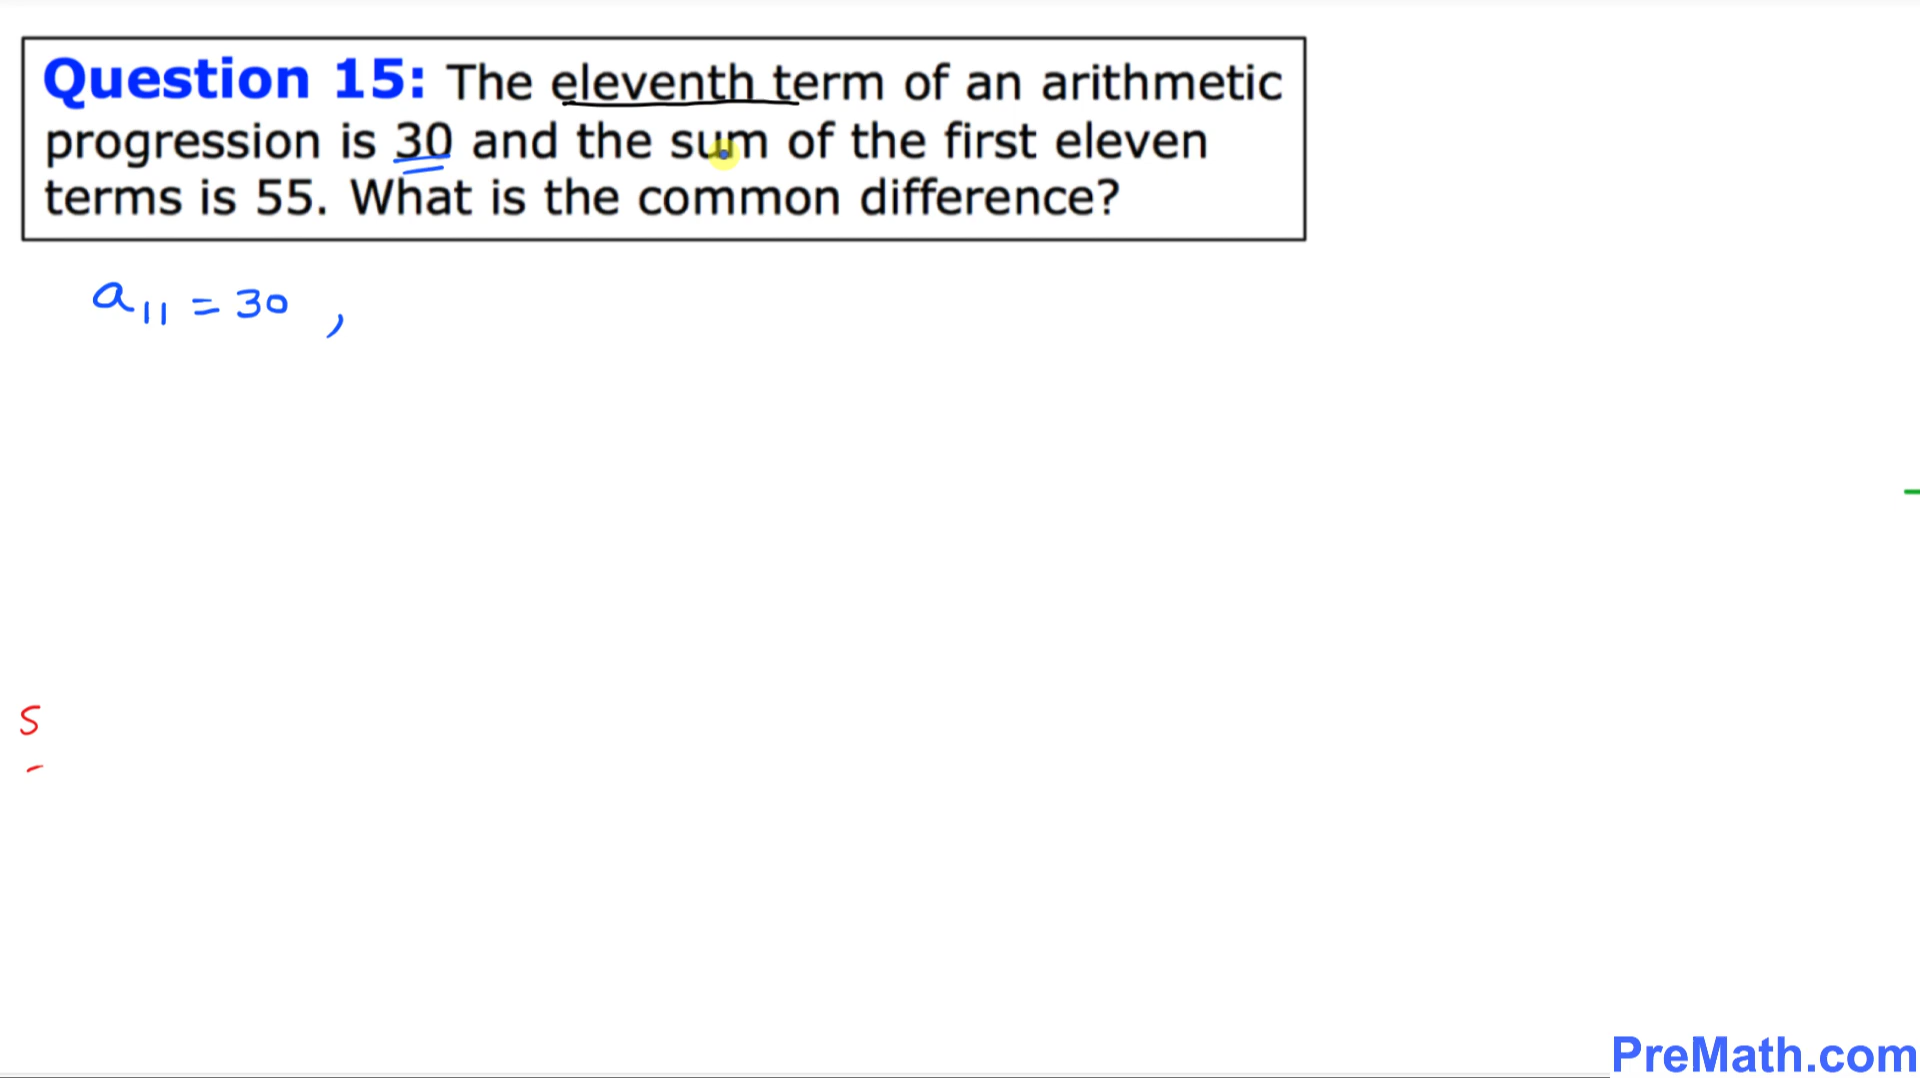 Question 15: The eleventh term of an arithmetic
progression is 30 and the sum of the first eleven
terms is 55. What is the common difference?
a₁₁ = 30 ,
S
PreMath.com